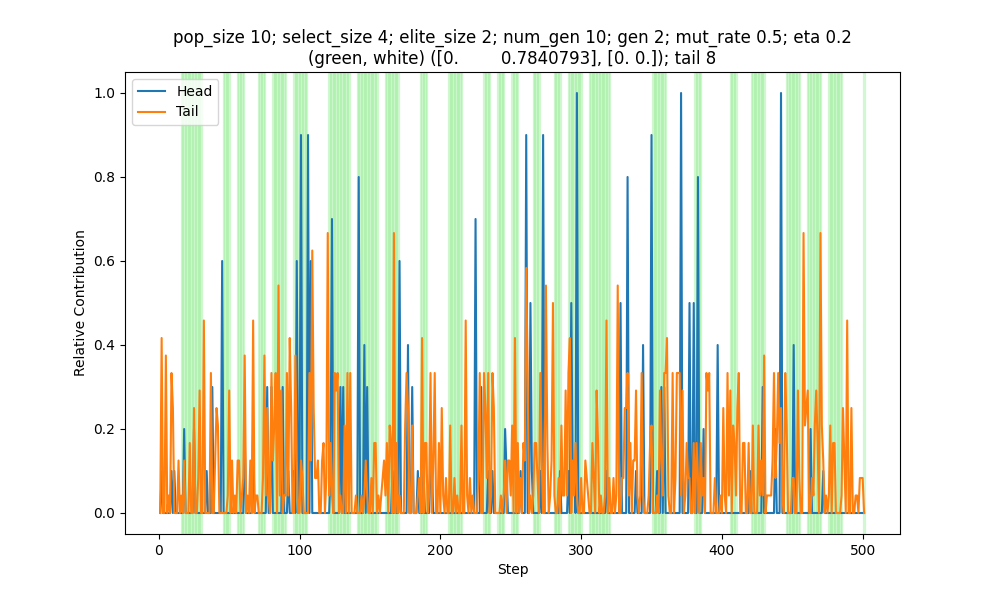 pop_size 10; select_size 4; elite_size 2; num_gen 10; gen 2; mut_rate 0.5; eta 0.2
(green, white) ([0. 0.7840793], [0. 0.]); tail 8
Head
Tail
1.0
0.8
0.6
0.4
0.2
0.0
Relative Contribution
0 100 200 300 400 500
Step